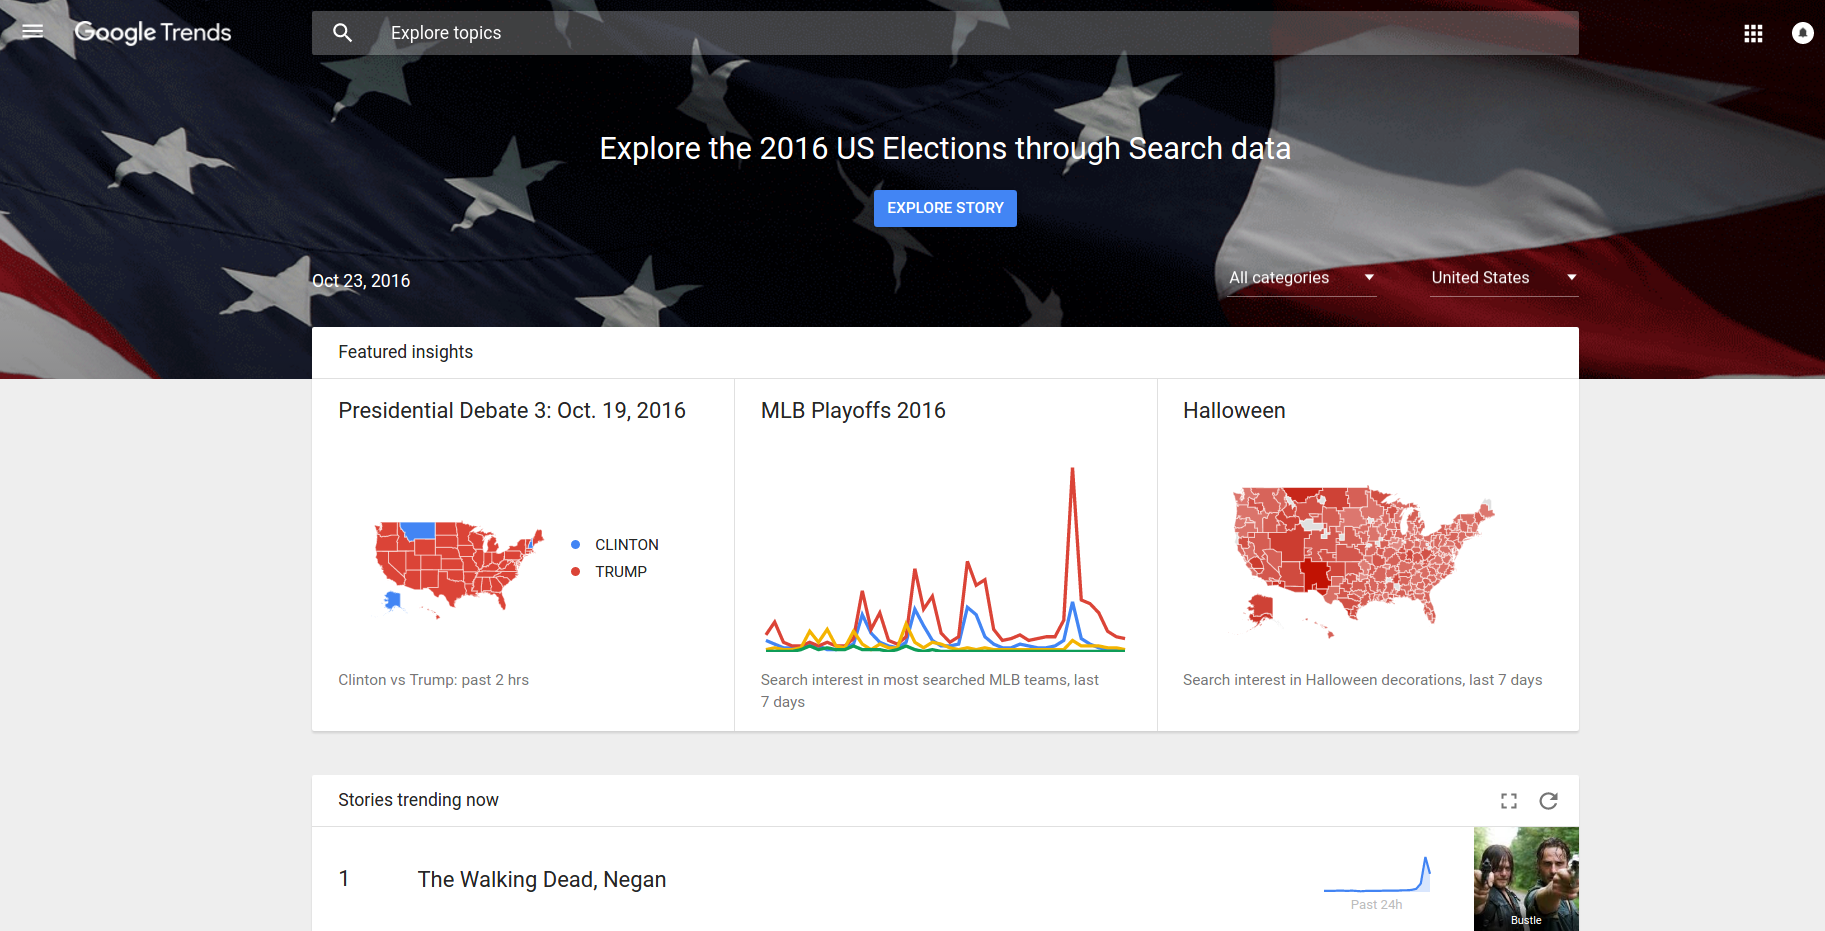 Google Trends
Explore topics
Explore the 2016 US Elections through Search data
EXPLORE STORY
Oct 23, 2016
All categories
United States
Featured insights
Presidential Debate 3: Oct. 19, 2016
CLINTON
TRUMP
Clinton vs Trump: past 2 hrs
MLB Playoffs 2016
Search interest in most searched MLB teams, last
7 days
Halloween
Search interest in Halloween decorations, last 7 days
Stories trending now
1
The Walking Dead, Negan
Past 24h
Bustle